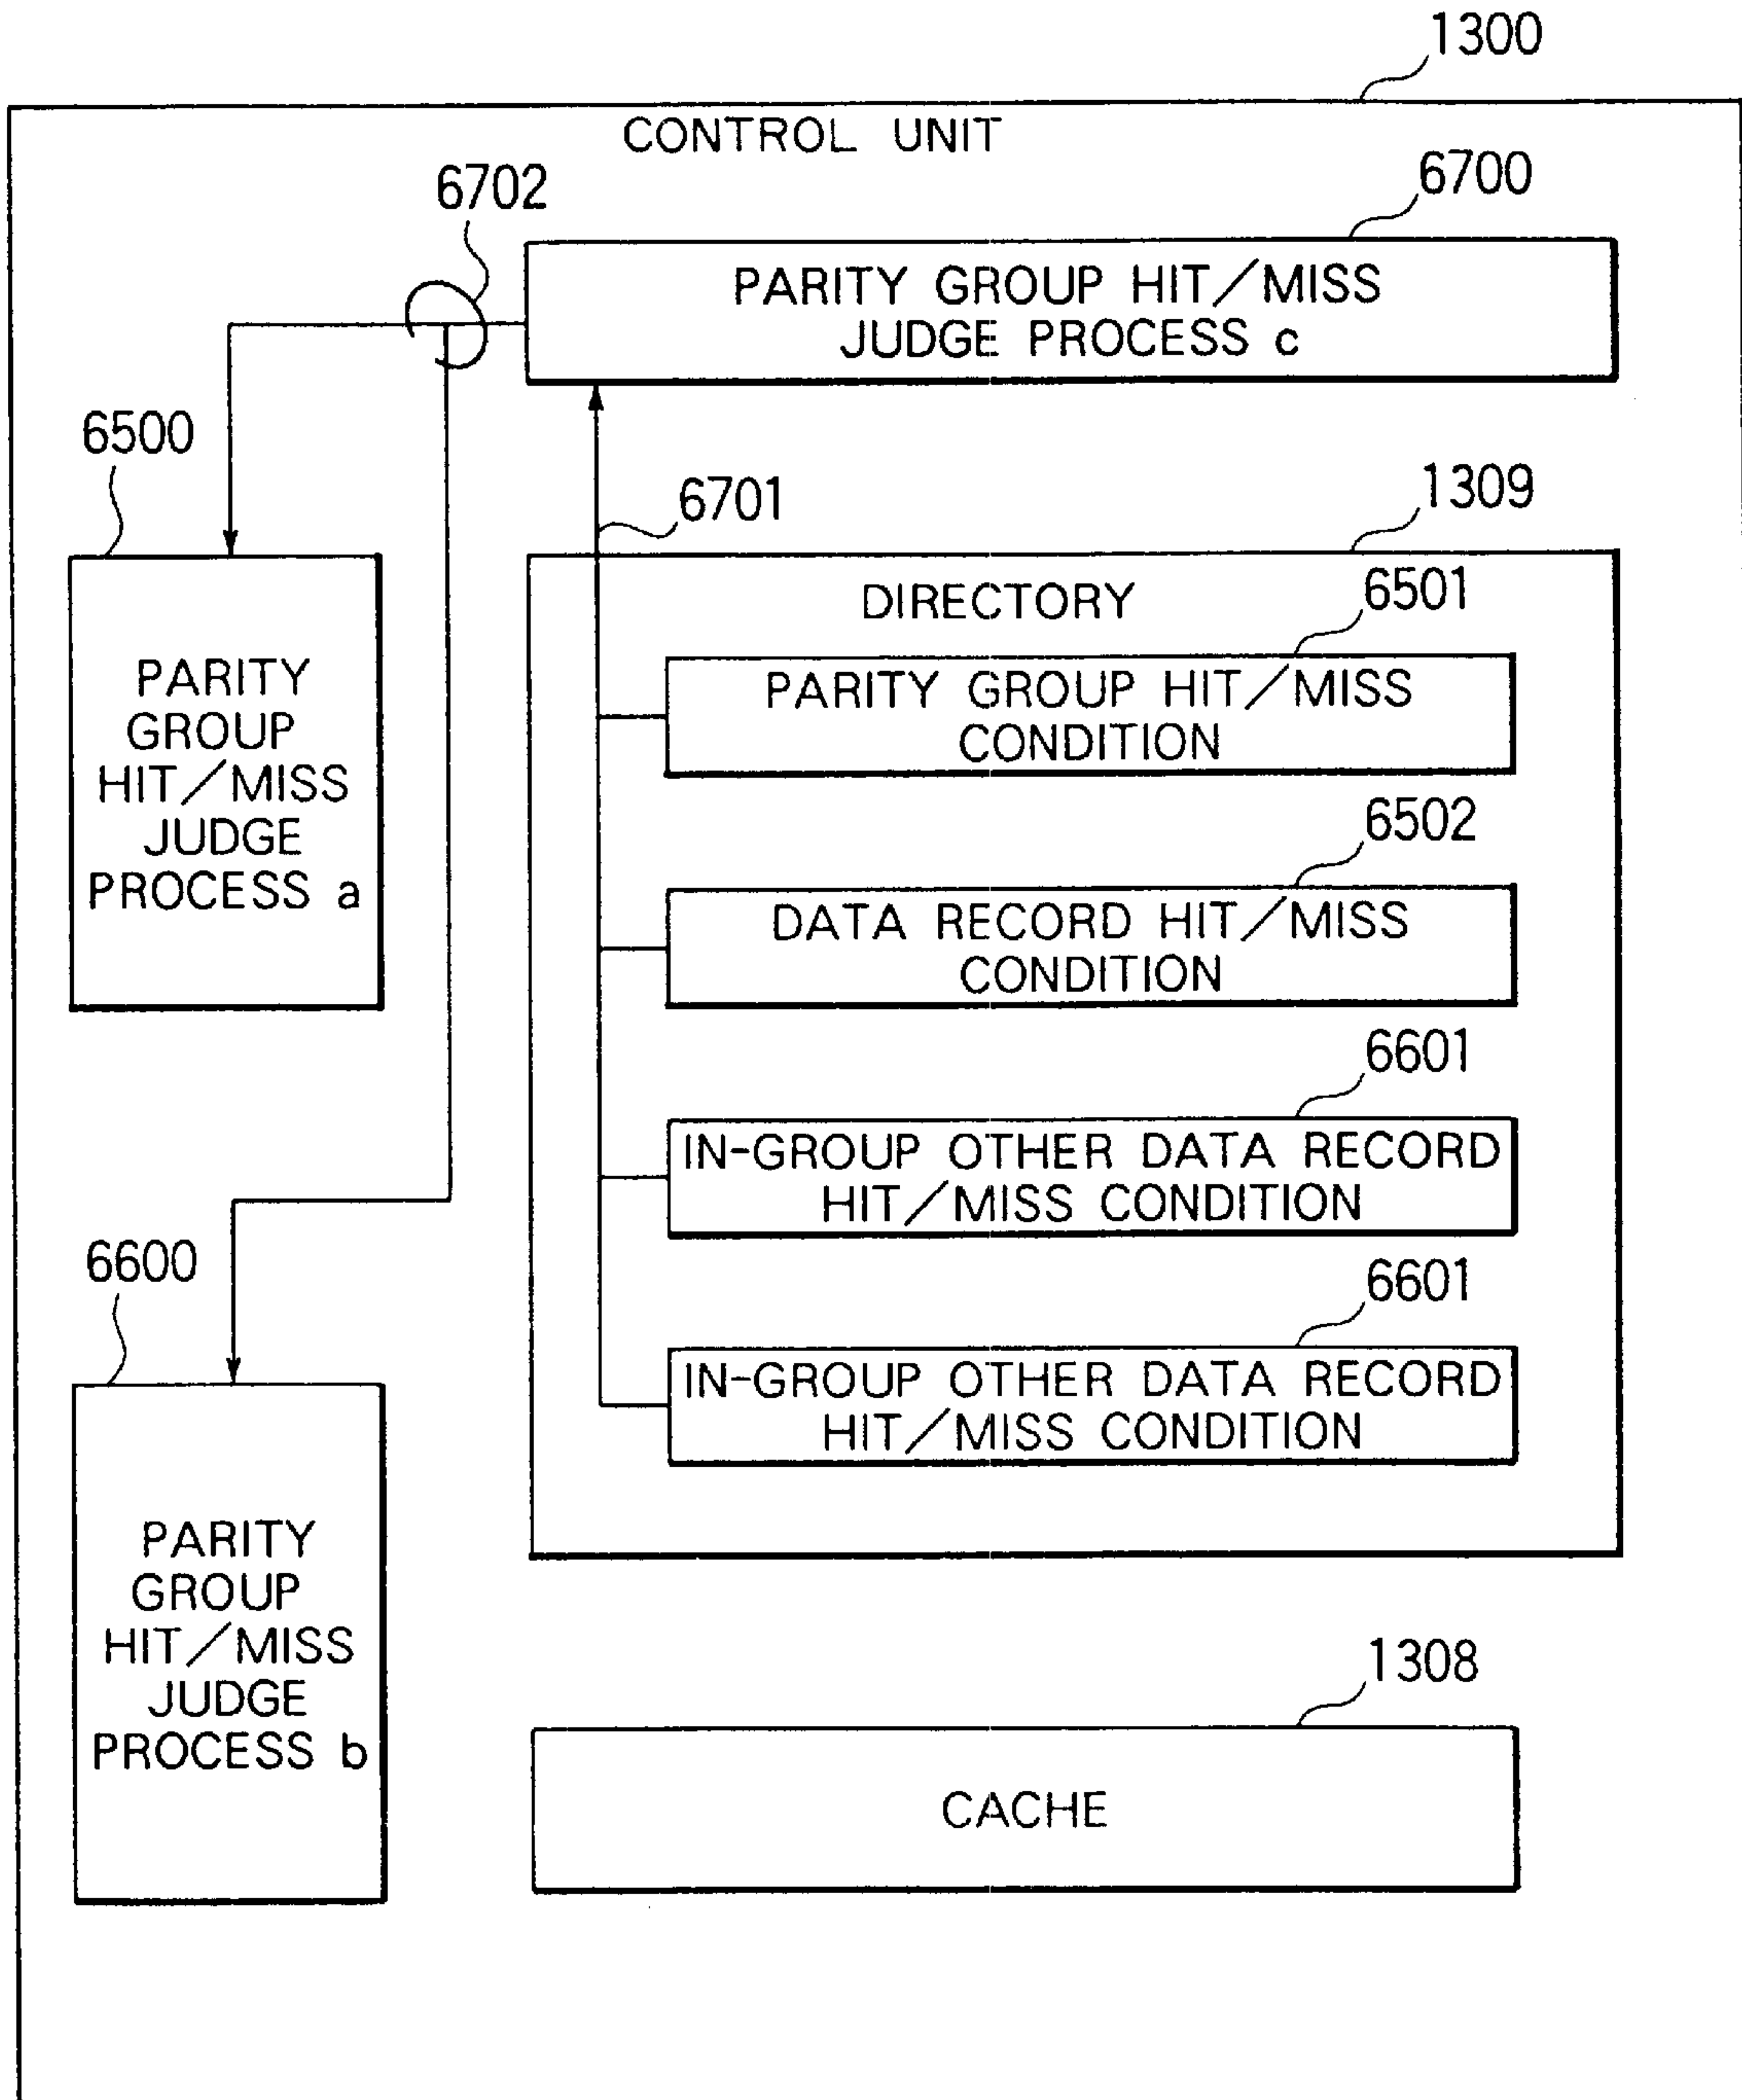 1300
CONTROL UNIT
6702
6700
PARITY GROUP HIT/MISS
JUDGE PROCESS c
6500
6701
1309
PARITY
GROUP
HIT/MISS
JUDGE
PROCESS a
DIRECTORY
6501
PARITY GROUP HIT/MISS
CONDITION
6502
DATA RECORD HIT/MISS
CONDITION
6601
IN-GROUP OTHER DATA RECORD
HIT/MISS CONDITION
6600
6601
IN-GROUP OTHER DATA RECORD
HIT/MISS CONDITION
PARITY
GROUP
HIT/MISS
JUDGE
PROCESS b
1308
CACHE